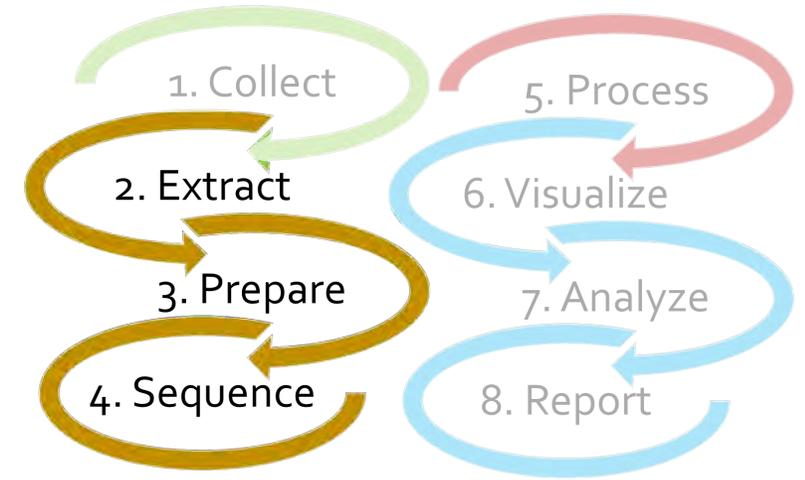 1. Collect
2. Extract
3. Prepare
4. Sequence
5. Process
6. Visualize
7. Analyze
8. Report